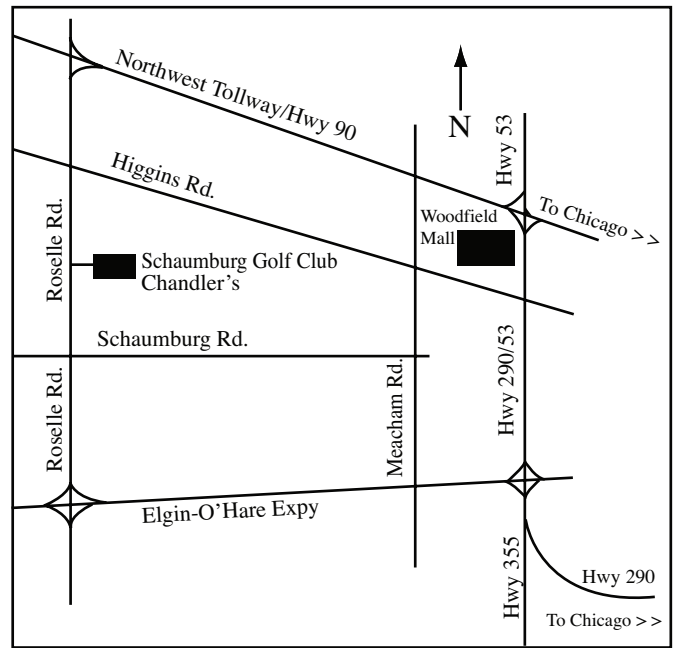 Northwest Tollway/Hwy 90
N
Hwy 53
To Chicago >>
Higgins Rd.
Woodfield
Mall
Roselle Rd.
Schaumburg Golf Club
Chandler's
Schaumburg Rd.
Hwy 290/53
Roselle Rd.
Meacham Rd.
Elgin-O'Hare Expy
Hwy 355
Hwy 290
To Chicago >>